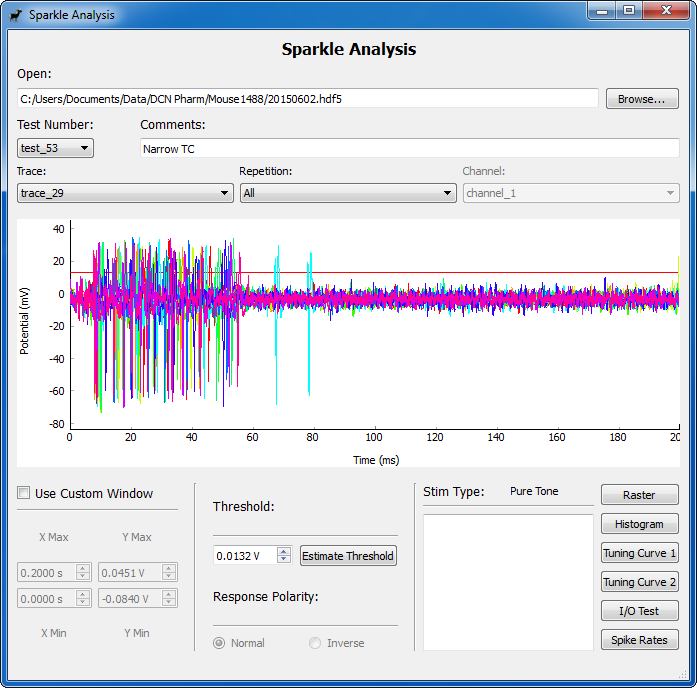 Sparkle Analysis
Sparkle Analysis
Open:
C:/Users/Documents/Data/DCN Pharm/Mouse1488/20150602.hdf5 Browse...
Test Number: Comments:
test_53 Narrow TC
Trace: Repetition: Channel:
trace_29 All channel_1
40
20
0
-20
-40
-60
-80
Potential (mV)
0 20 40 60 80 100 120 140 160 180 20
Time (ms)
Use Custom Window
X Max Y Max
0.2000 s 0.0451 V
0.0000 s -0.0840 V
X Min Y Min
Threshold:
0.0132 V Estimate Threshold
Response Polarity:
Normal Inverse
Stim Type: Pure Tone
Raster
Histogram
Tuning Curve 1
Tuning Curve 2
I/O Test
Spike Rates